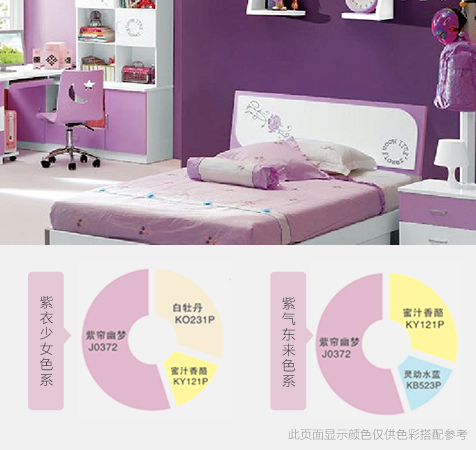 紫衣少女色系
白牡丹
KO231P
紫帘幽梦
J0372
蜜汁香醋
KY121P
紫气东来色系
蜜汁香醋
KY121P
紫帘幽梦
J0372
灵动水蓝
KB523P
此页面显示颜色仅供色彩搭配参考